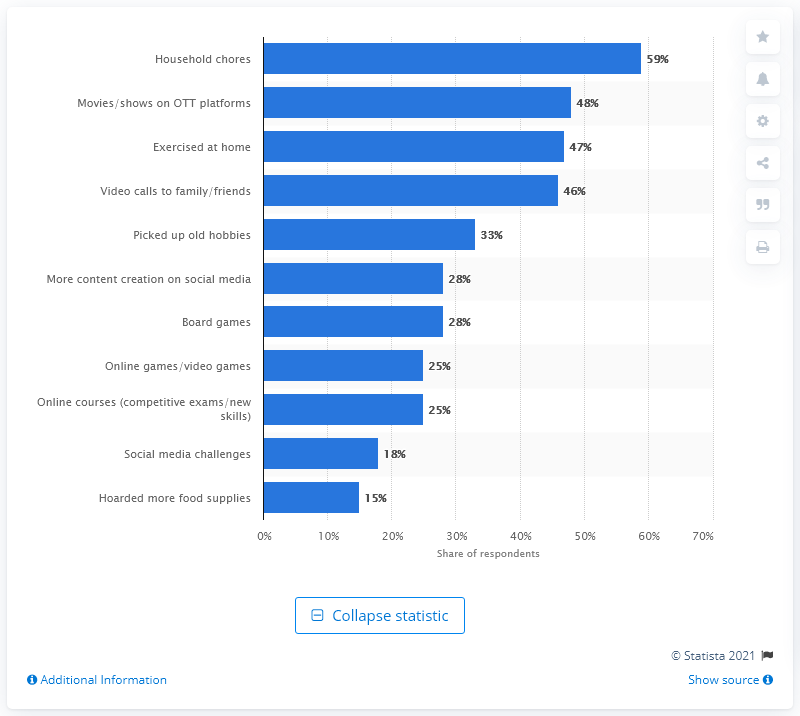 Household chores 59%
Movies/shows on OTT platforms 48%
Exercised at home 47%
Video calls to family/friends 46%
Picked up old hobbies 33%
More content creation on social media 28%
Board games 28%
Online games/video games 25%
Online courses (competitive exams/new
skills) 25%
Social media challenges 18%
Hoarded more food supplies 15%
0% 10% 20% 30% 40% 50% 60% 70%
Share of respondents
Collapse statistic
© Statista 2021
Additional Information Show source